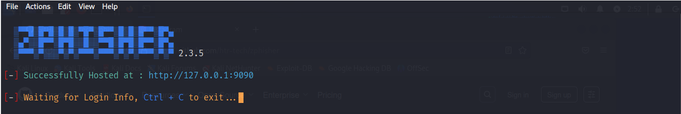 File Actions Edit View Help
ZPHISHER 2.3.5
[-] Successfully Hosted at : http://127.0.0.1:9090
[-] Waiting for Login Info, Ctrl + C to exit...